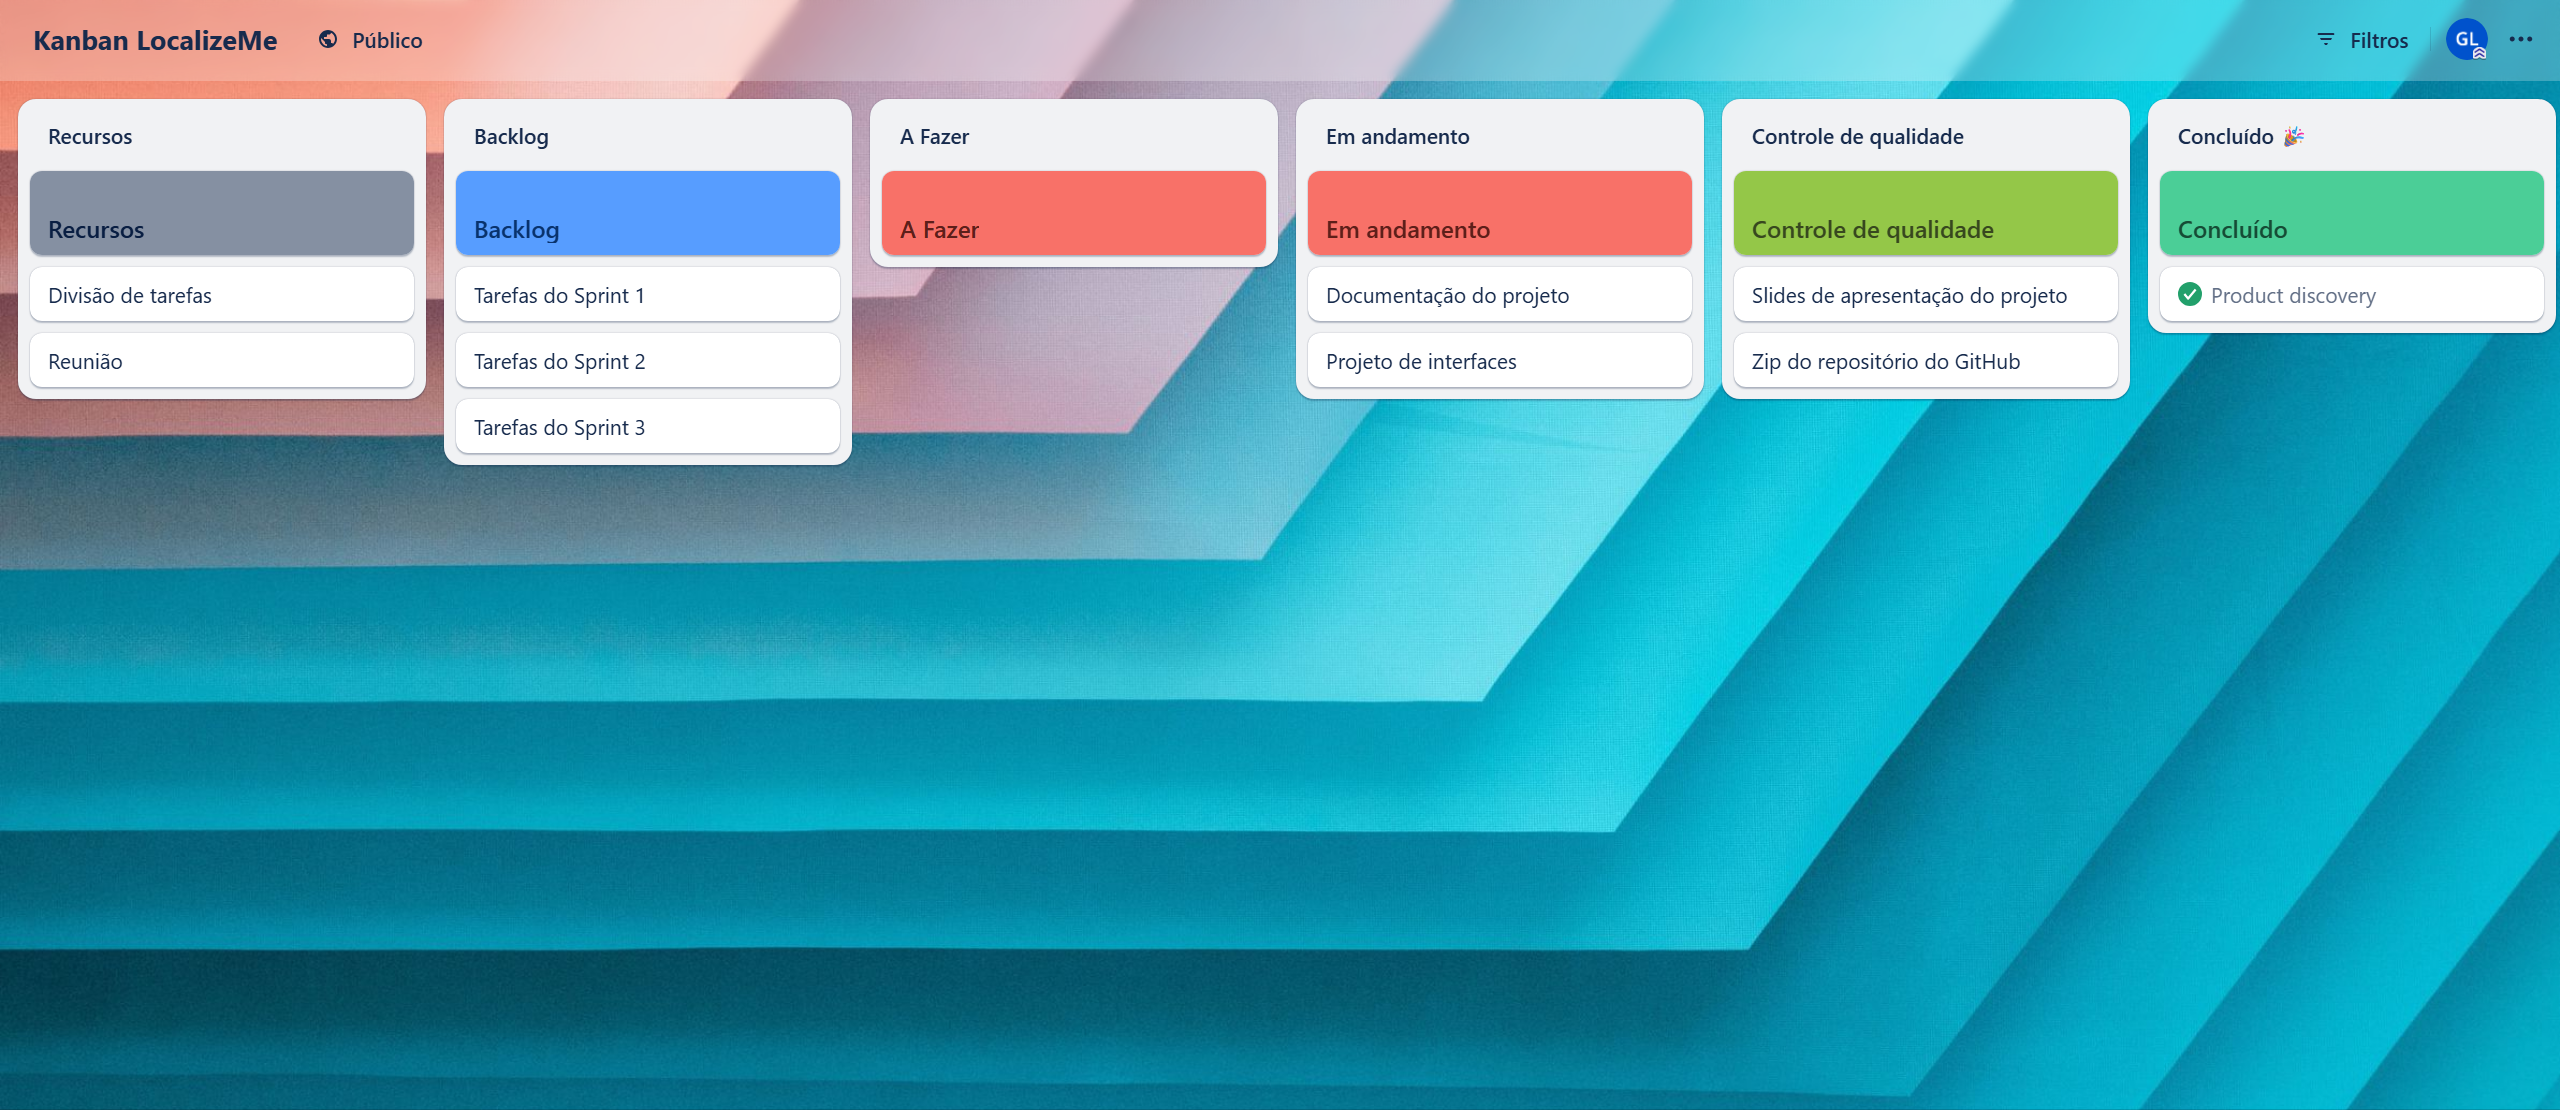 Kanban LocalizeMe
Público
Filtros
GL
Recursos
Recursos
Divisão de tarefas
Reunião
Backlog
Backlog
Tarefas do Sprint 1
Tarefas do Sprint 2
Tarefas do Sprint 3
A Fazer
A Fazer
Em andamento
Em andamento
Documentação do projeto
Projeto de interfaces
Controle de qualidade
Controle de qualidade
Slides de apresentação do projeto
Zip do repositório do GitHub
Concluído 🎉
Concluído
Product discovery